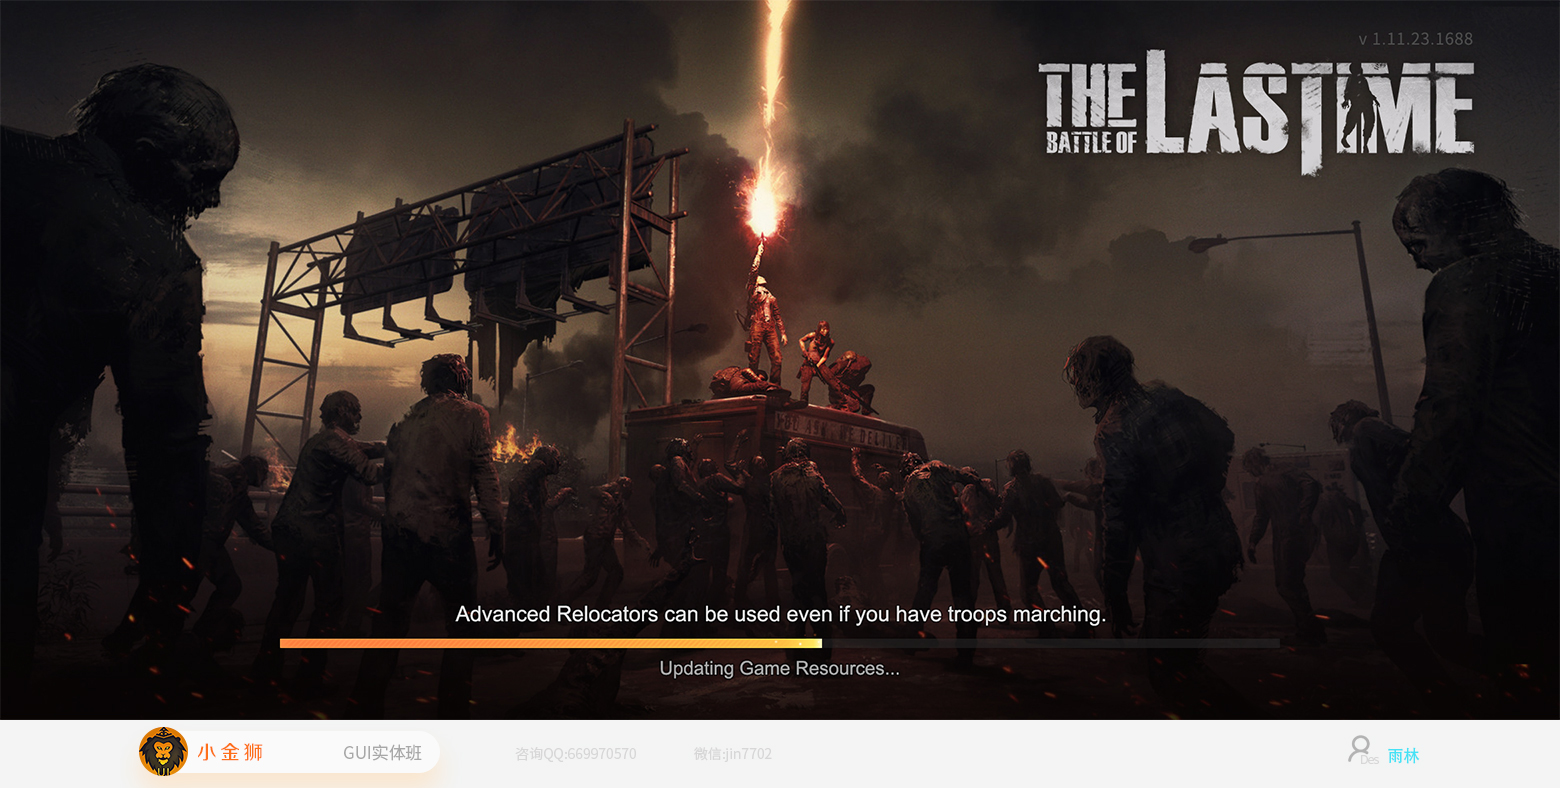 v 1.11.23.1688
THE
BATTLE OF LASTIME
Advanced Relocators can be used even if you have troops marching.
Updating Game Resources...
小金狮 GUI实体班 咨询QQ:669970570 微信:jin7702 Des 雨林